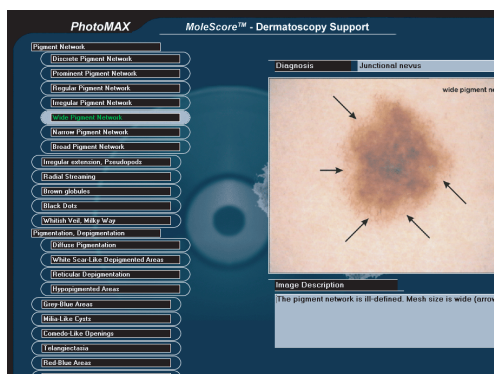 PhotoMAX
MoleScore™ - Dermatoscopy Support
Pigment Network
Discrete Pigment Network
Prominent Pigment Network
Regular Pigment Network
Irregular Pigment Network
Wide Pigment Network
Narrow Pigment Network
Broad Pigment Network
Irregular extension, Pseudopods
Radial Streaming
Brown globules
Black Dots
Whitish Veil, Milky Way
Pigmentation, Depigmentation
Diffuse Pigmentation
White Scar-Like Depigmented Areas
Reticular Depigmentation
Hypopigmented Areas
Grey-Blue Areas
Milia-Like Cysts
Comedo-Like Openings
Telangiectasia
Red-Blue Areas
Diagnosis
Junctional nevus
wide pigment ne
Image Description
The pigment network is ill-defined. Mesh size is wide (arrow